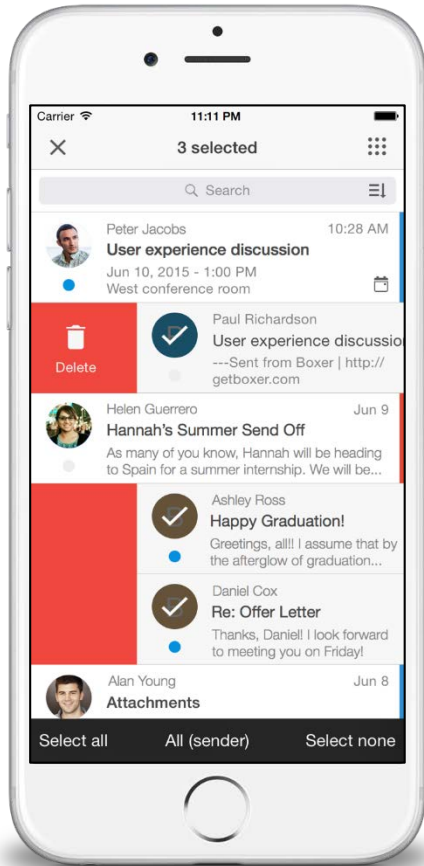 Carrier 11:11 PM
3 selected
Search
Peter Jacobs 10:28 AM
User experience discussion
Jun 10, 2015 - 1:00 PM
West conference room
Delete
Paul Richardson
User experience discussio
---Sent from Boxer | http://
getboxer.com
Helen Guerrero Jun 9
Hannah's Summer Send Off
As many of you know, Hannah will be heading
to Spain for a summer internship. We will be...
Ashley Ross
Happy Graduation!
Greetings, all!! I assume that by
the afterglow of graduation...
Daniel Cox
Re: Offer Letter
Thanks, Daniel! I look forward
to meeting you on Friday!
Alan Young Jun 8
Attachments
Select all All (sender) Select none